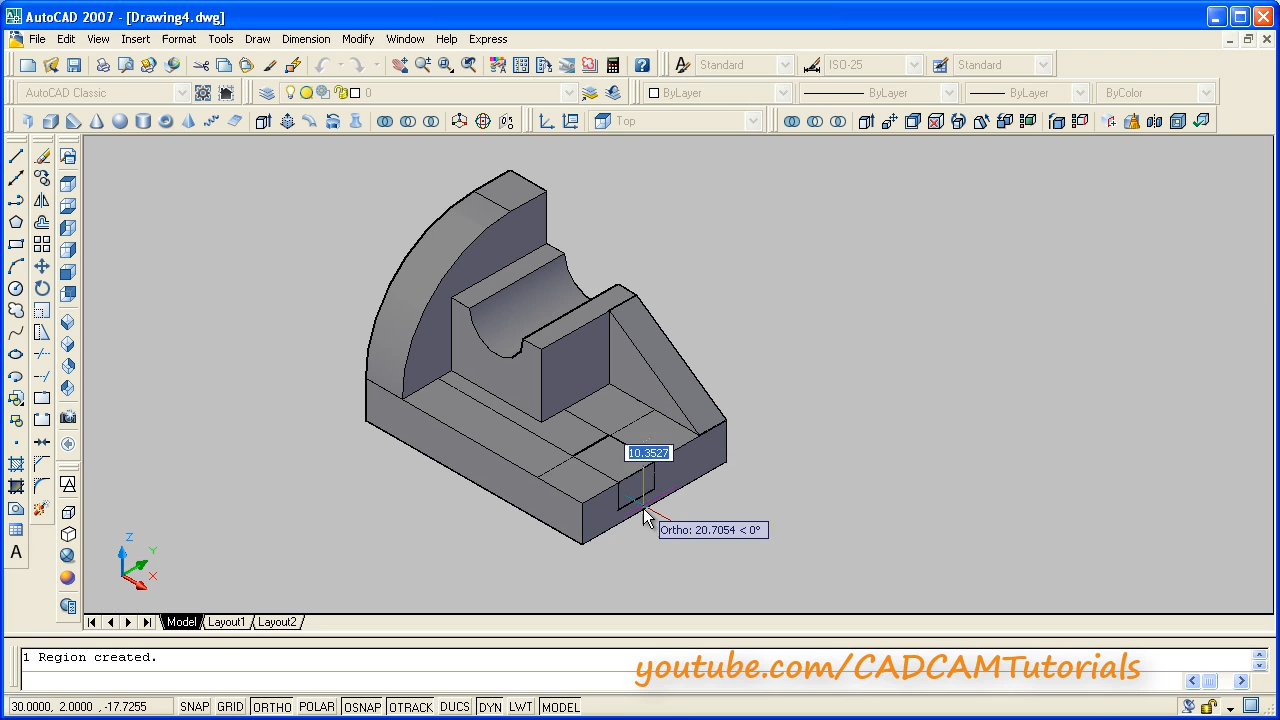 AutoCAD 2007 - [Drawing4.dwg]
File Edit View Insert Format Tools Draw Dimension Modify Window Help Express
Standard ISO-25 Standard
AutoCAD Classic 0 ByLayer ByLayer ByLayer ByColor
Top
10.3527
Ortho: 20.7054 < 0°
Z
Y
X
A
Model Layout1 Layout2
1 Region created.
youtube.com/CADCAMTutorials
30.0000, 2.0000 , -17.7255 SNAP GRID ORTHO POLAR OSNAP OTRACK DUCS DYN LWT MODEL